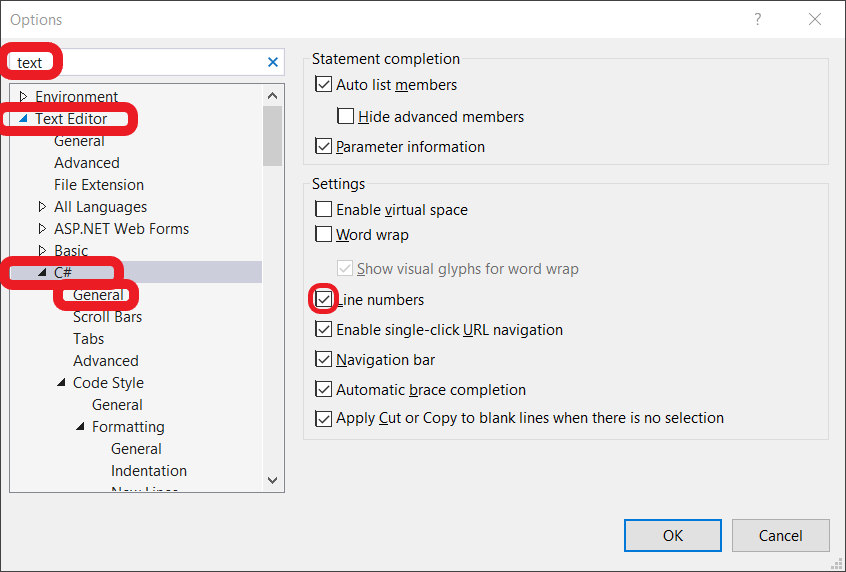 Options
?
text
Environment
Text Editor
General
Advanced
File Extension
All Languages
ASP.NET Web Forms
Basic
C#
General
Scroll Bars
Tabs
Advanced
Code Style
General
Formatting
General
Indentation
New Lines
Statement completion
Auto list members
Hide advanced members
Parameter information
Settings
Enable virtual space
Word wrap
Show visual glyphs for word wrap
Line numbers
Enable single-click URL navigation
Navigation bar
Automatic brace completion
Apply Cut or Copy to blank lines when there is no selection
OK
Cancel